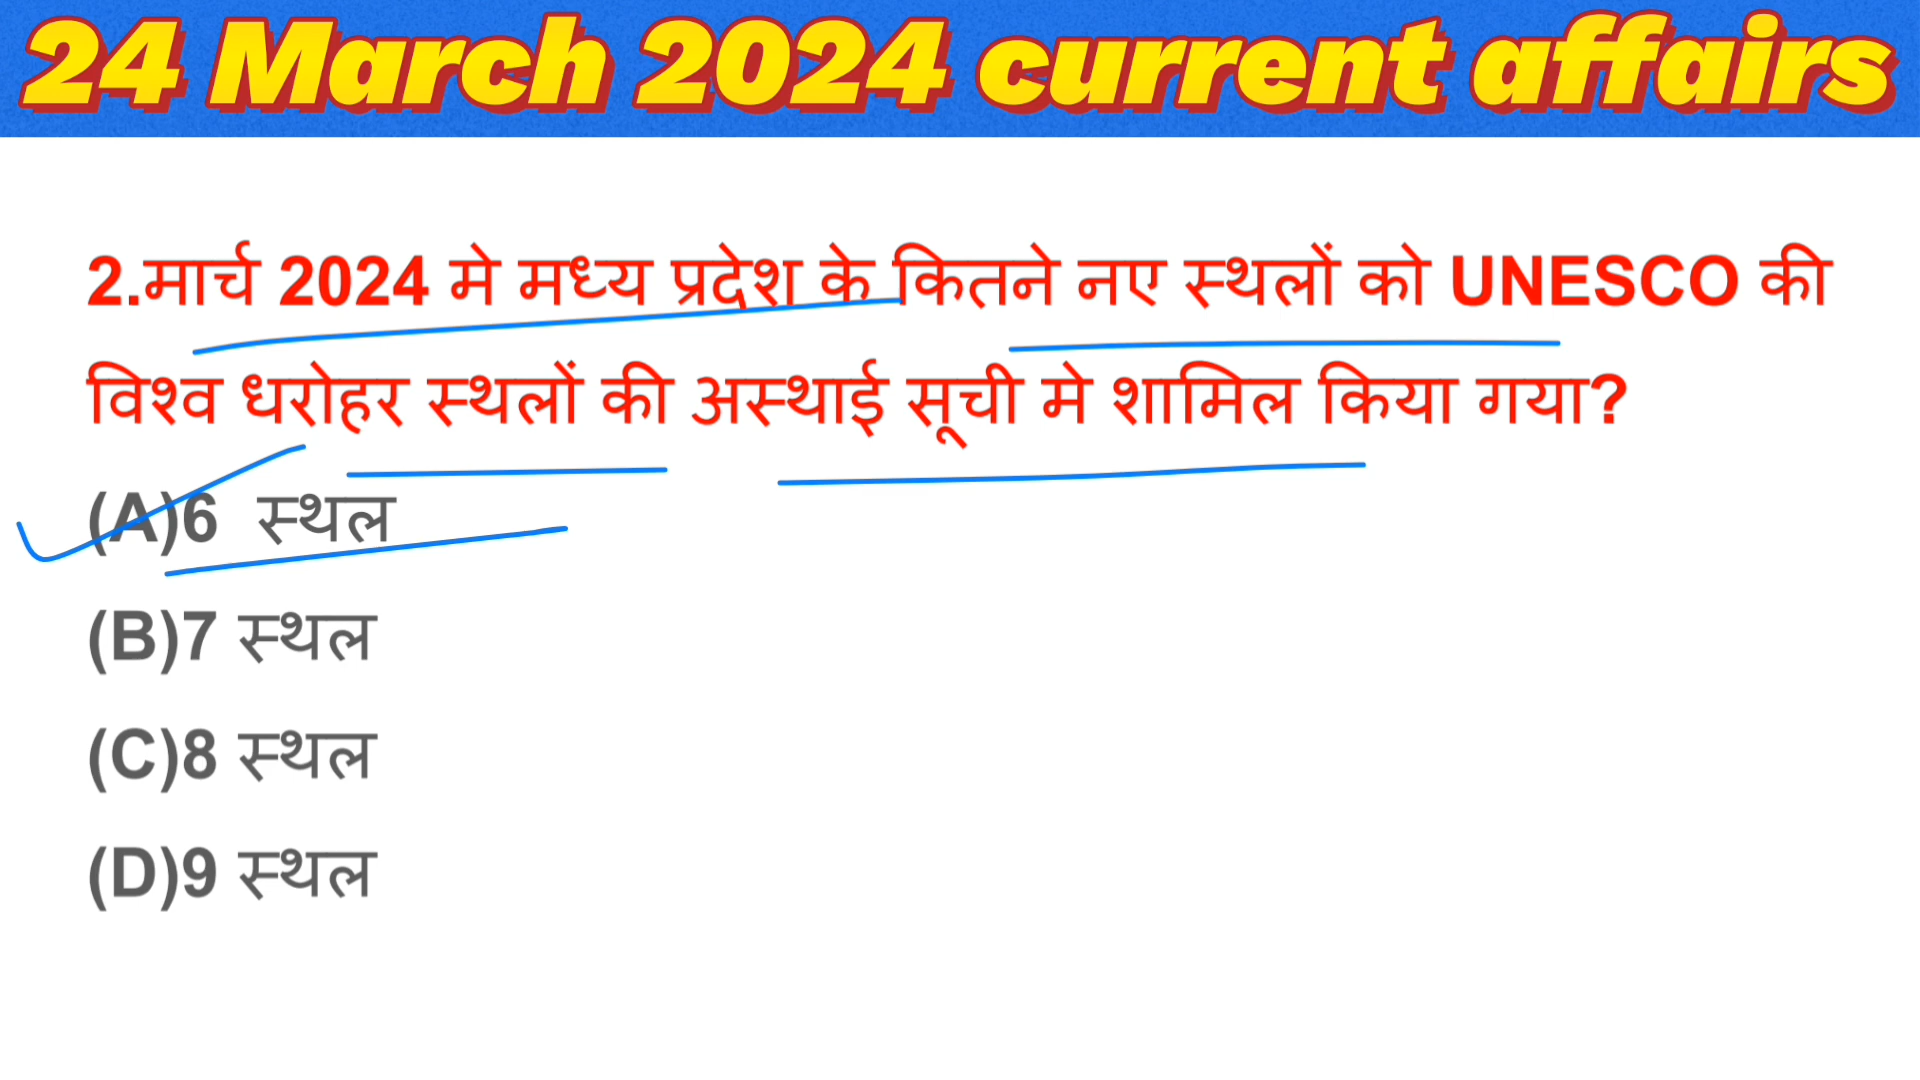 24 March 2024 current affairs
2.मार्च 2024 मे मध्य प्रदेश के कितने नए स्थलों को UNESCO की
विश्व धरोहर स्थलों की अस्थाई सूची मे शामिल किया गया?
(A)6 स्थल
(B)7 स्थल
(C)8 स्थल
(D)9 स्थल